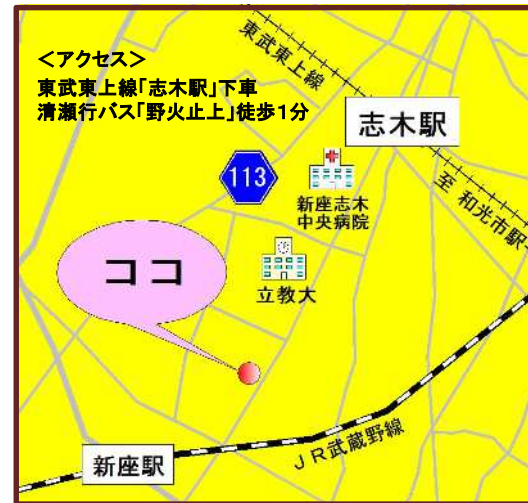 <アクセス>
東武東上線「志木駅」下車
清瀬行バス「野火止上」徒歩1分
東武東上線
志木駅
至 和光市駅
113
新座志木
中央病院
ココ
立教大
JR武蔵野線
新座駅